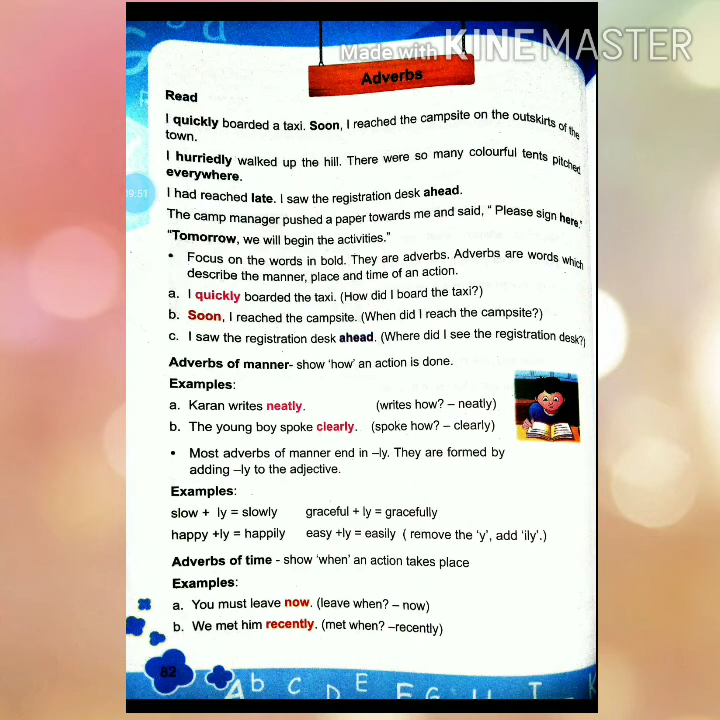 Made with KINEMASTER
Adverbs
Read
I quickly boarded a taxi. Soon, I reached the campsite on the outskirts of the
town.
I hurriedly walked up the hill. There were so many colourful tents pitched
everywhere.
19:51
I had reached late. I saw the registration desk ahead.
The camp manager pushed a paper towards me and said, " Please sign here."
"Tomorrow, we will begin the activities."
• Focus on the words in bold. They are adverbs. Adverbs are words which
describe the manner, place and time of an action.
a. I quickly boarded the taxi. (How did I board the taxi?)
b. Soon, I reached the campsite. (When did I reach the campsite?)
c. I saw the registration desk ahead. (Where did I see the registration desk?)
Adverbs of manner- show 'how' an action is done.
Examples:
a. Karan writes neatly. (writes how? – neatly)
b. The young boy spoke clearly. (spoke how? – clearly)
• Most adverbs of manner end in –ly. They are formed by
adding –ly to the adjective.
Examples:
slow + ly = slowly graceful + ly = gracefully
happy +ly = happily easy +ly = easily ( remove the 'y', add 'ily'.)
Adverbs of time - show 'when' an action takes place
Examples:
a. You must leave now. (leave when? – now)
b. We met him recently. (met when? –recently)
82
A b C D E F G H I K